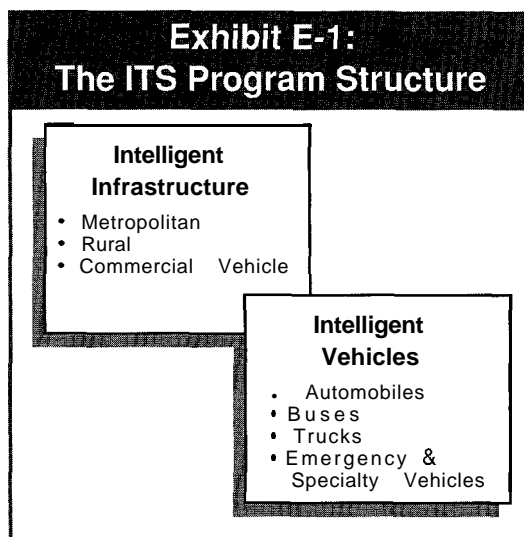 Exhibit E-1:
The ITS Program Structure
Intelligent
Infrastructure
• Metropolitan
• Rural
• Commercial Vehicle
Intelligent
Vehicles
. Automobiles
• Buses
• Trucks
• Emergency &
Specialty Vehicles